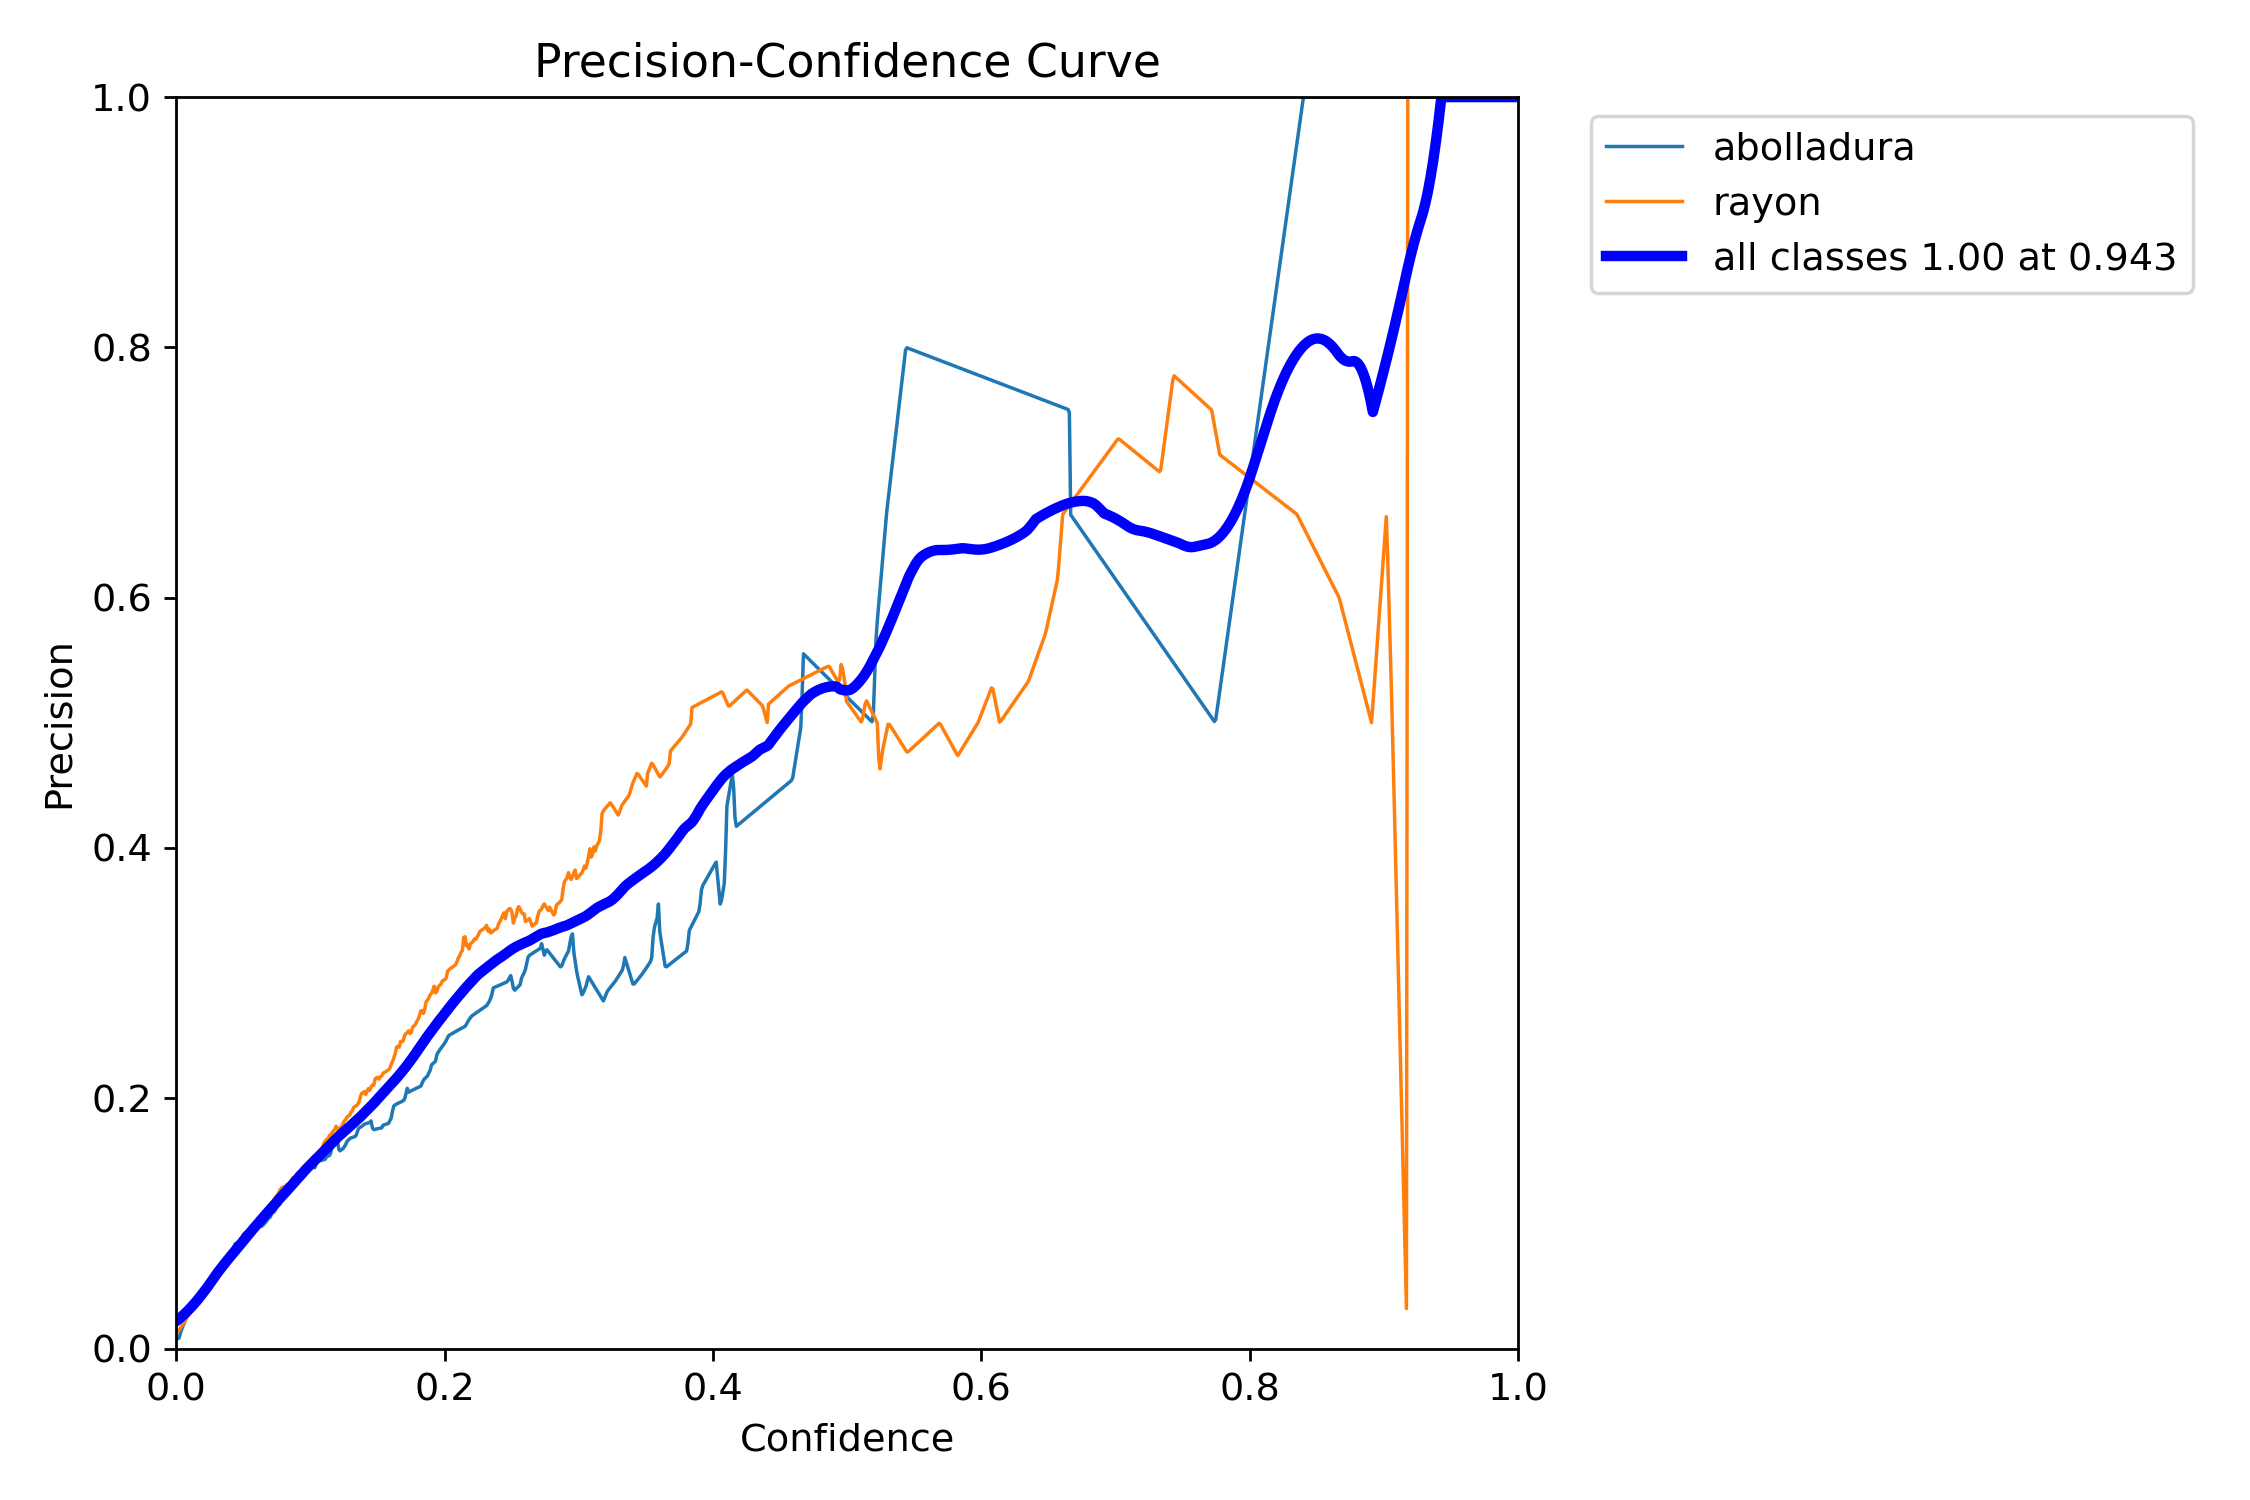 Precision-Confidence Curve
1.0
0.8
0.6
0.4
0.2
0.0
Precision
0.0 0.2 0.4 0.6 0.8 1.0
Confidence
abolladura
rayon
all classes 1.00 at 0.943